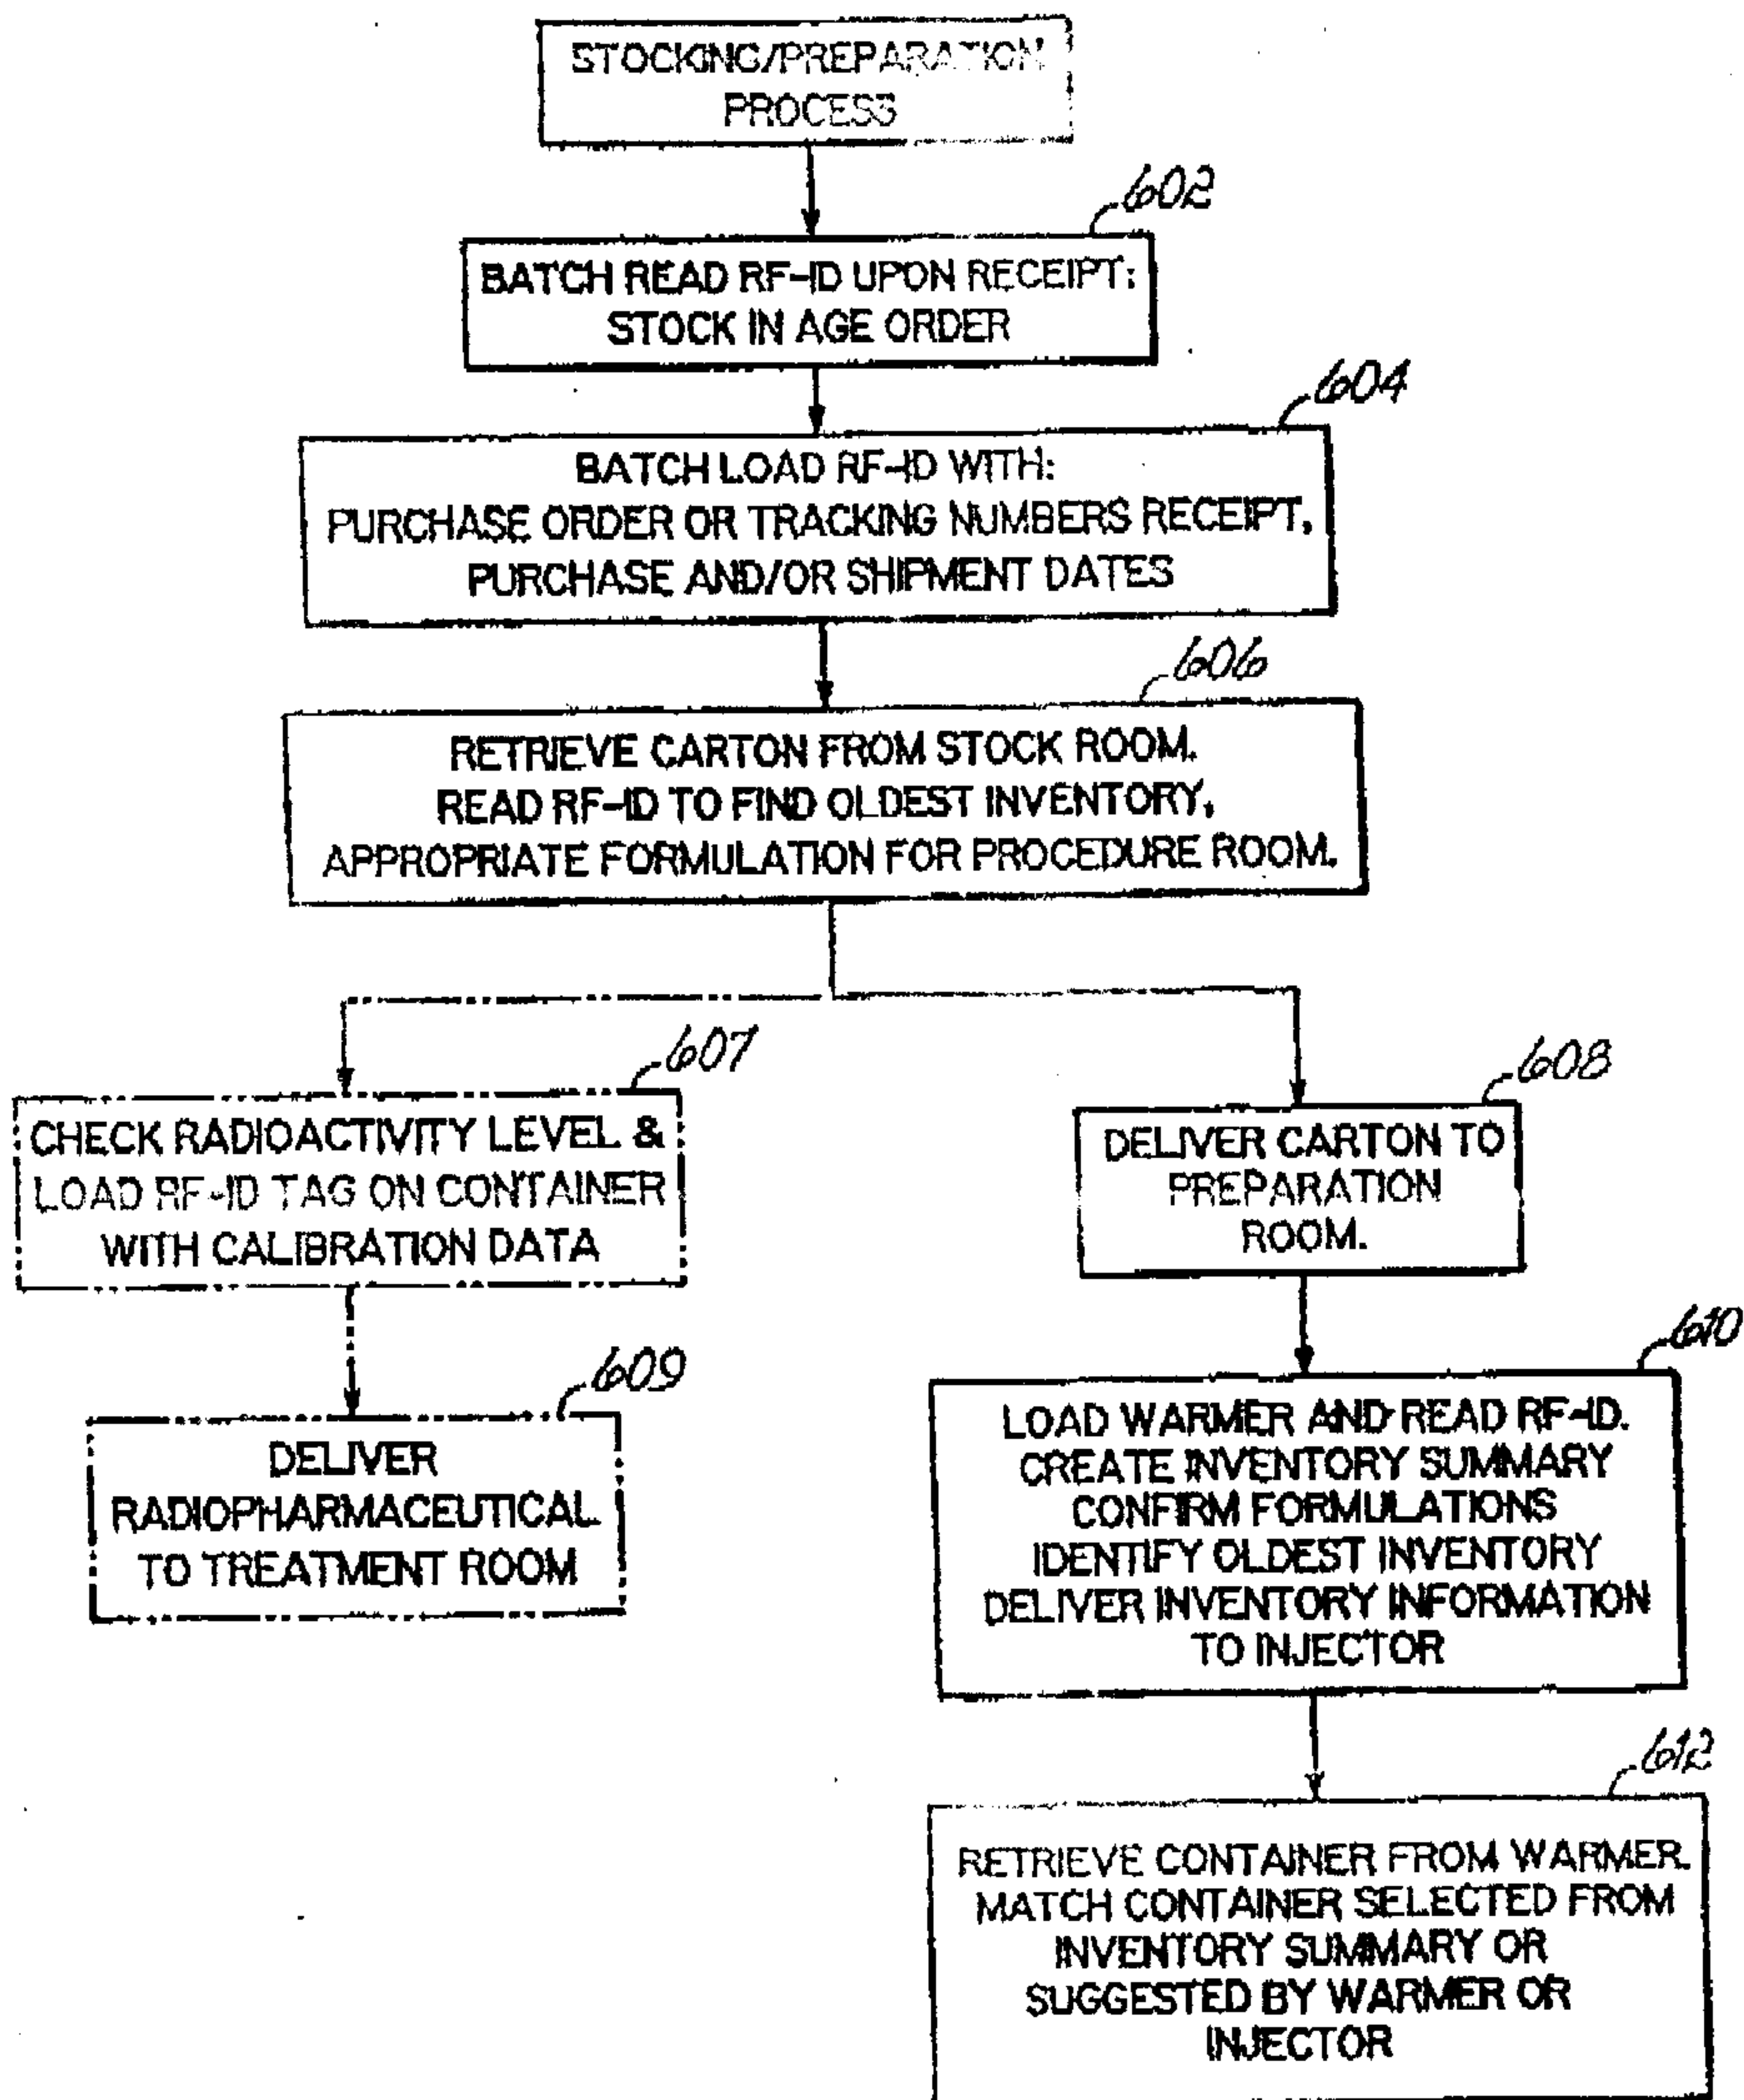 STOCKING/PREPARATION
PROCESS
602
BATCH READ RF-ID UPON RECEIPT:
STOCK IN AGE ORDER
604
BATCH LOAD RF-ID WITH:
PURCHASE ORDER OR TRACKING NUMBERS RECEIPT,
PURCHASE AND/OR SHIPMENT DATES
606
RETRIEVE CARTON FROM STOCK ROOM.
READ RF-ID TO FIND OLDEST INVENTORY,
APPROPRIATE FORMULATION FOR PROCEDURE ROOM.
607
CHECK RADIOACTIVITY LEVEL &
LOAD RF-ID TAG ON CONTAINER
WITH CALIBRATION DATA
609
DELIVER
RADIOPHARMACEUTICAL
TO TREATMENT ROOM
608
DELIVER CARTON TO
PREPARATION
ROOM.
610
LOAD WARMER AND READ RF-ID.
CREATE INVENTORY SUMMARY
CONFIRM FORMULATIONS
IDENTIFY OLDEST INVENTORY
DELIVER INVENTORY INFORMATION
TO INJECTOR
612
RETRIEVE CONTAINER FROM WARMER.
MATCH CONTAINER SELECTED FROM
INVENTORY SUMMARY OR
SUGGESTED BY WARMER OR
INJECTOR